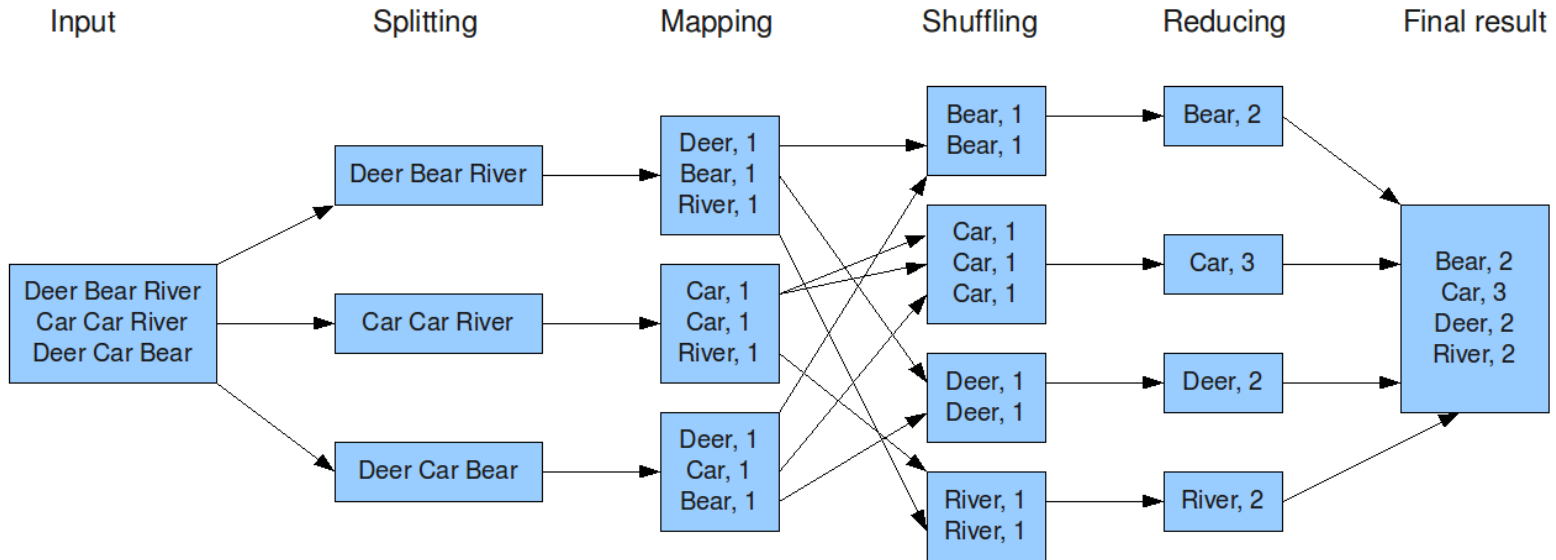 Input
Splitting
Mapping
Shuffling
Reducing
Final result
Deer Bear River
Car Car River
Deer Car Bear
Deer Bear River
Car Car River
Deer Car Bear
Deer, 1
Bear, 1
River, 1
Car, 1
Car, 1
River, 1
Deer, 1
Car, 1
Bear, 1
Bear, 1
Bear, 1
Car, 1
Car, 1
Car, 1
Deer, 1
Deer, 1
River, 1
River, 1
Bear, 2
Car, 3
Deer, 2
River, 2
Bear, 2
Car, 3
Deer, 2
River, 2